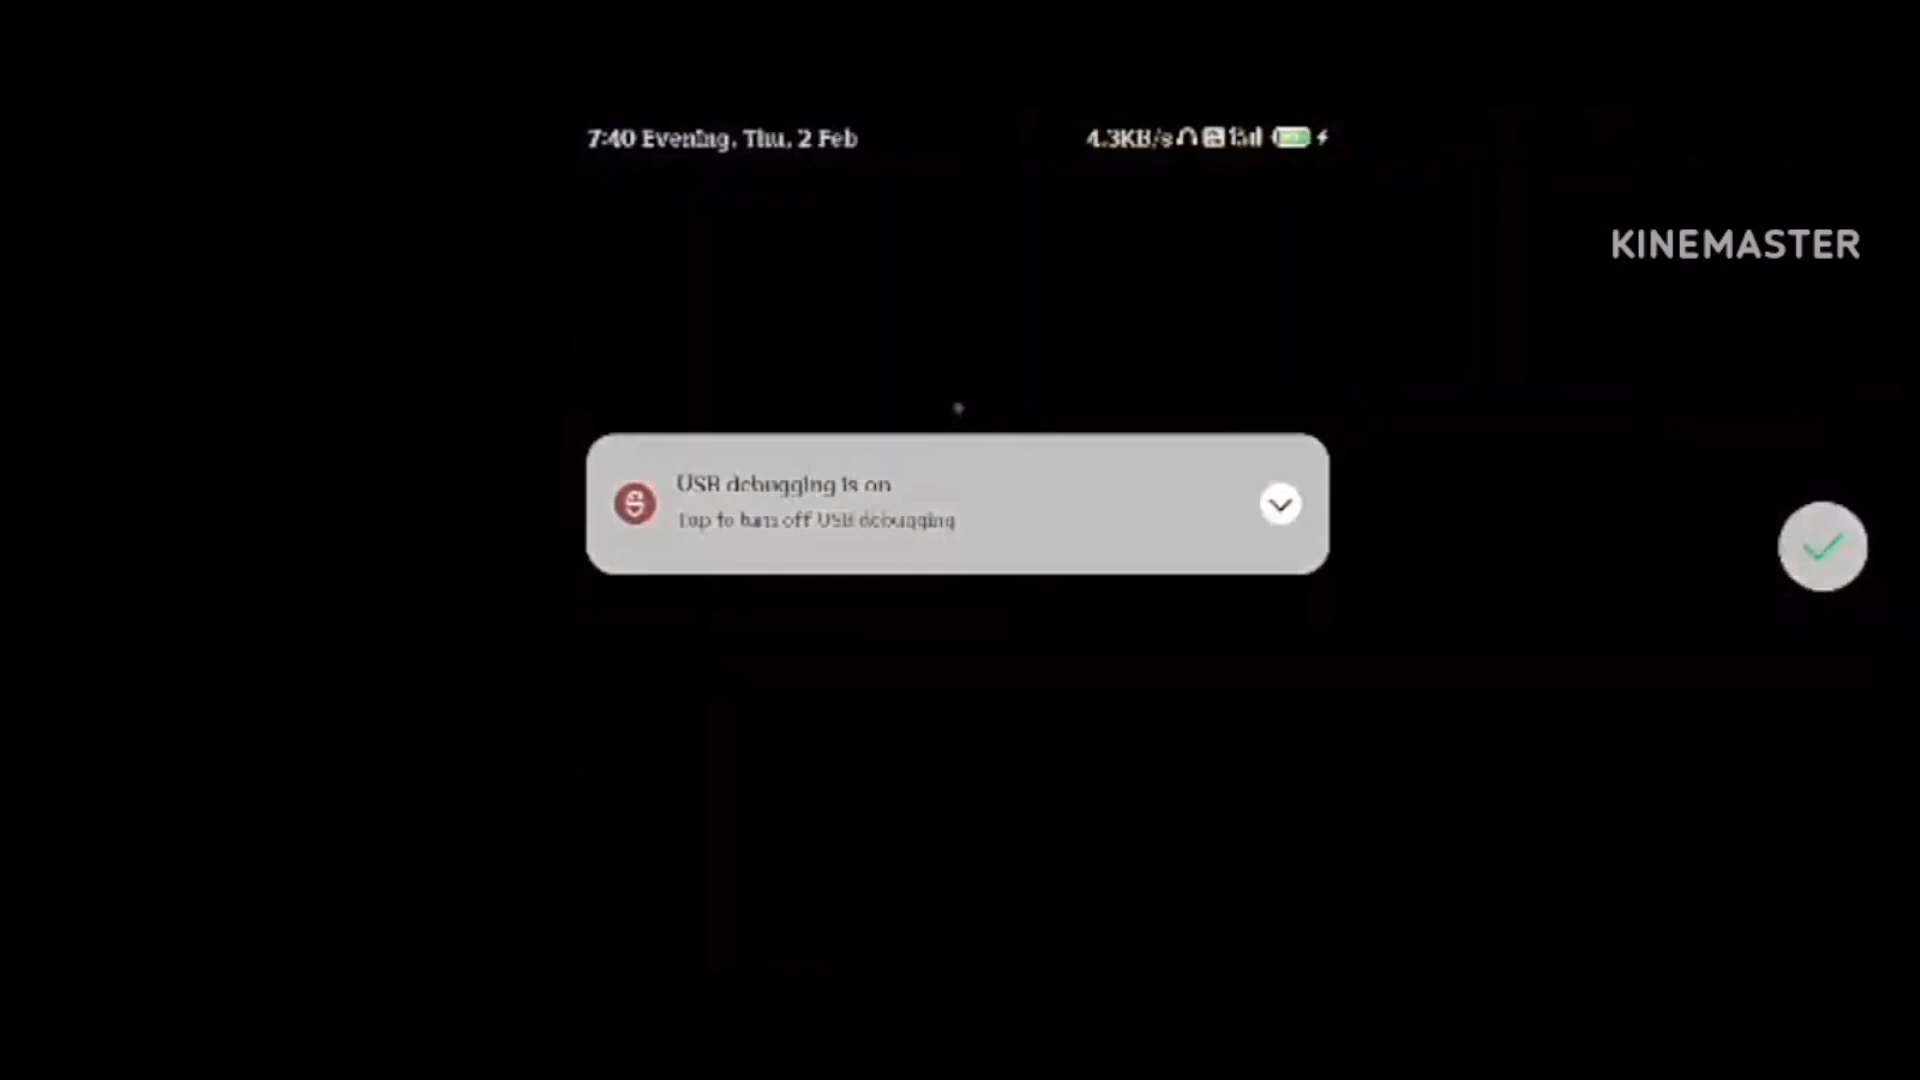 7:40 Evening, Thu, 2 Feb
4.3KB/s
KINEMASTER
USB debugging is on
Tap to turn off USB debugging